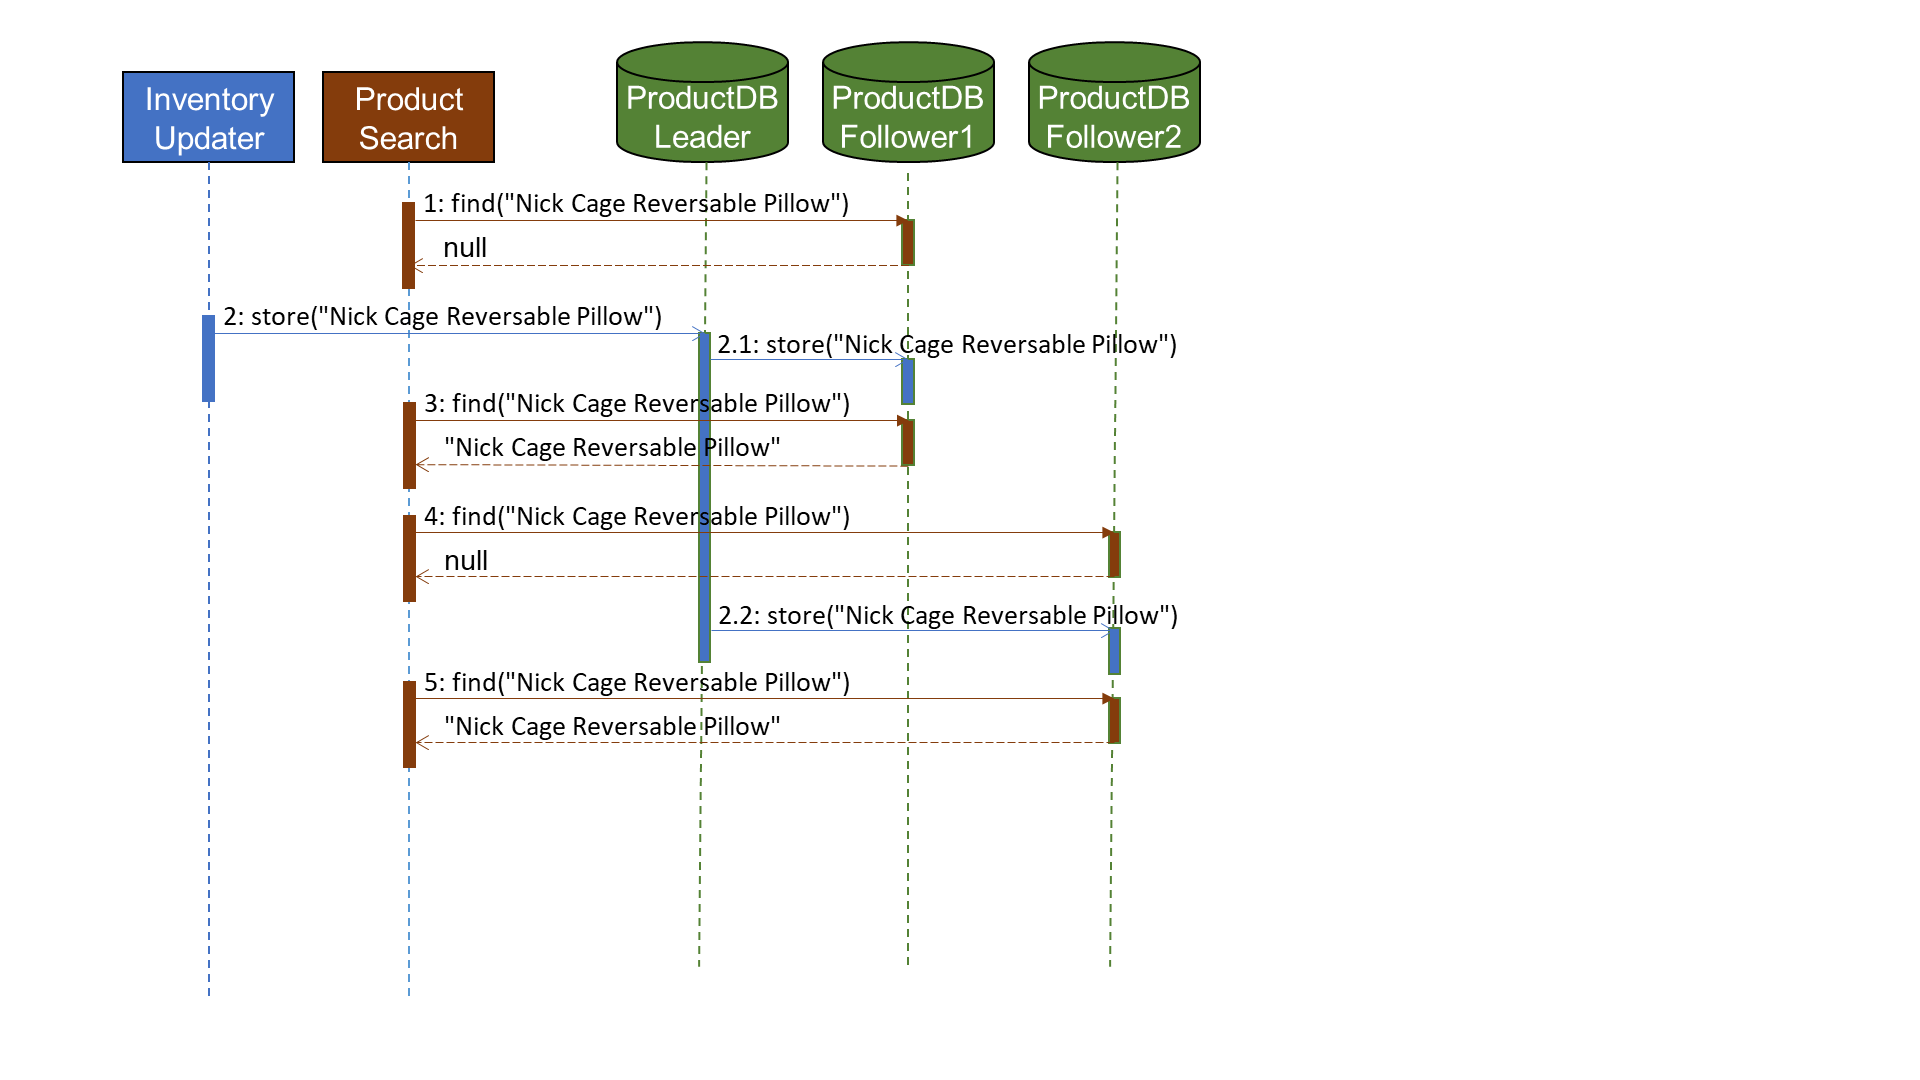 Inventory
Updater
Product
Search
ProductDB
Leader
ProductDB
Follower1
ProductDB
Follower2
1: find("Nick Cage Reversable Pillow")
null
2: store("Nick Cage Reversable Pillow")
2.1: store("Nick Cage Reversable Pillow")
3: find("Nick Cage Reversable Pillow")
"Nick Cage Reversable Pillow"
4: find("Nick Cage Reversable Pillow")
null
2.2: store("Nick Cage Reversable Pillow")
5: find("Nick Cage Reversable Pillow")
"Nick Cage Reversable Pillow"